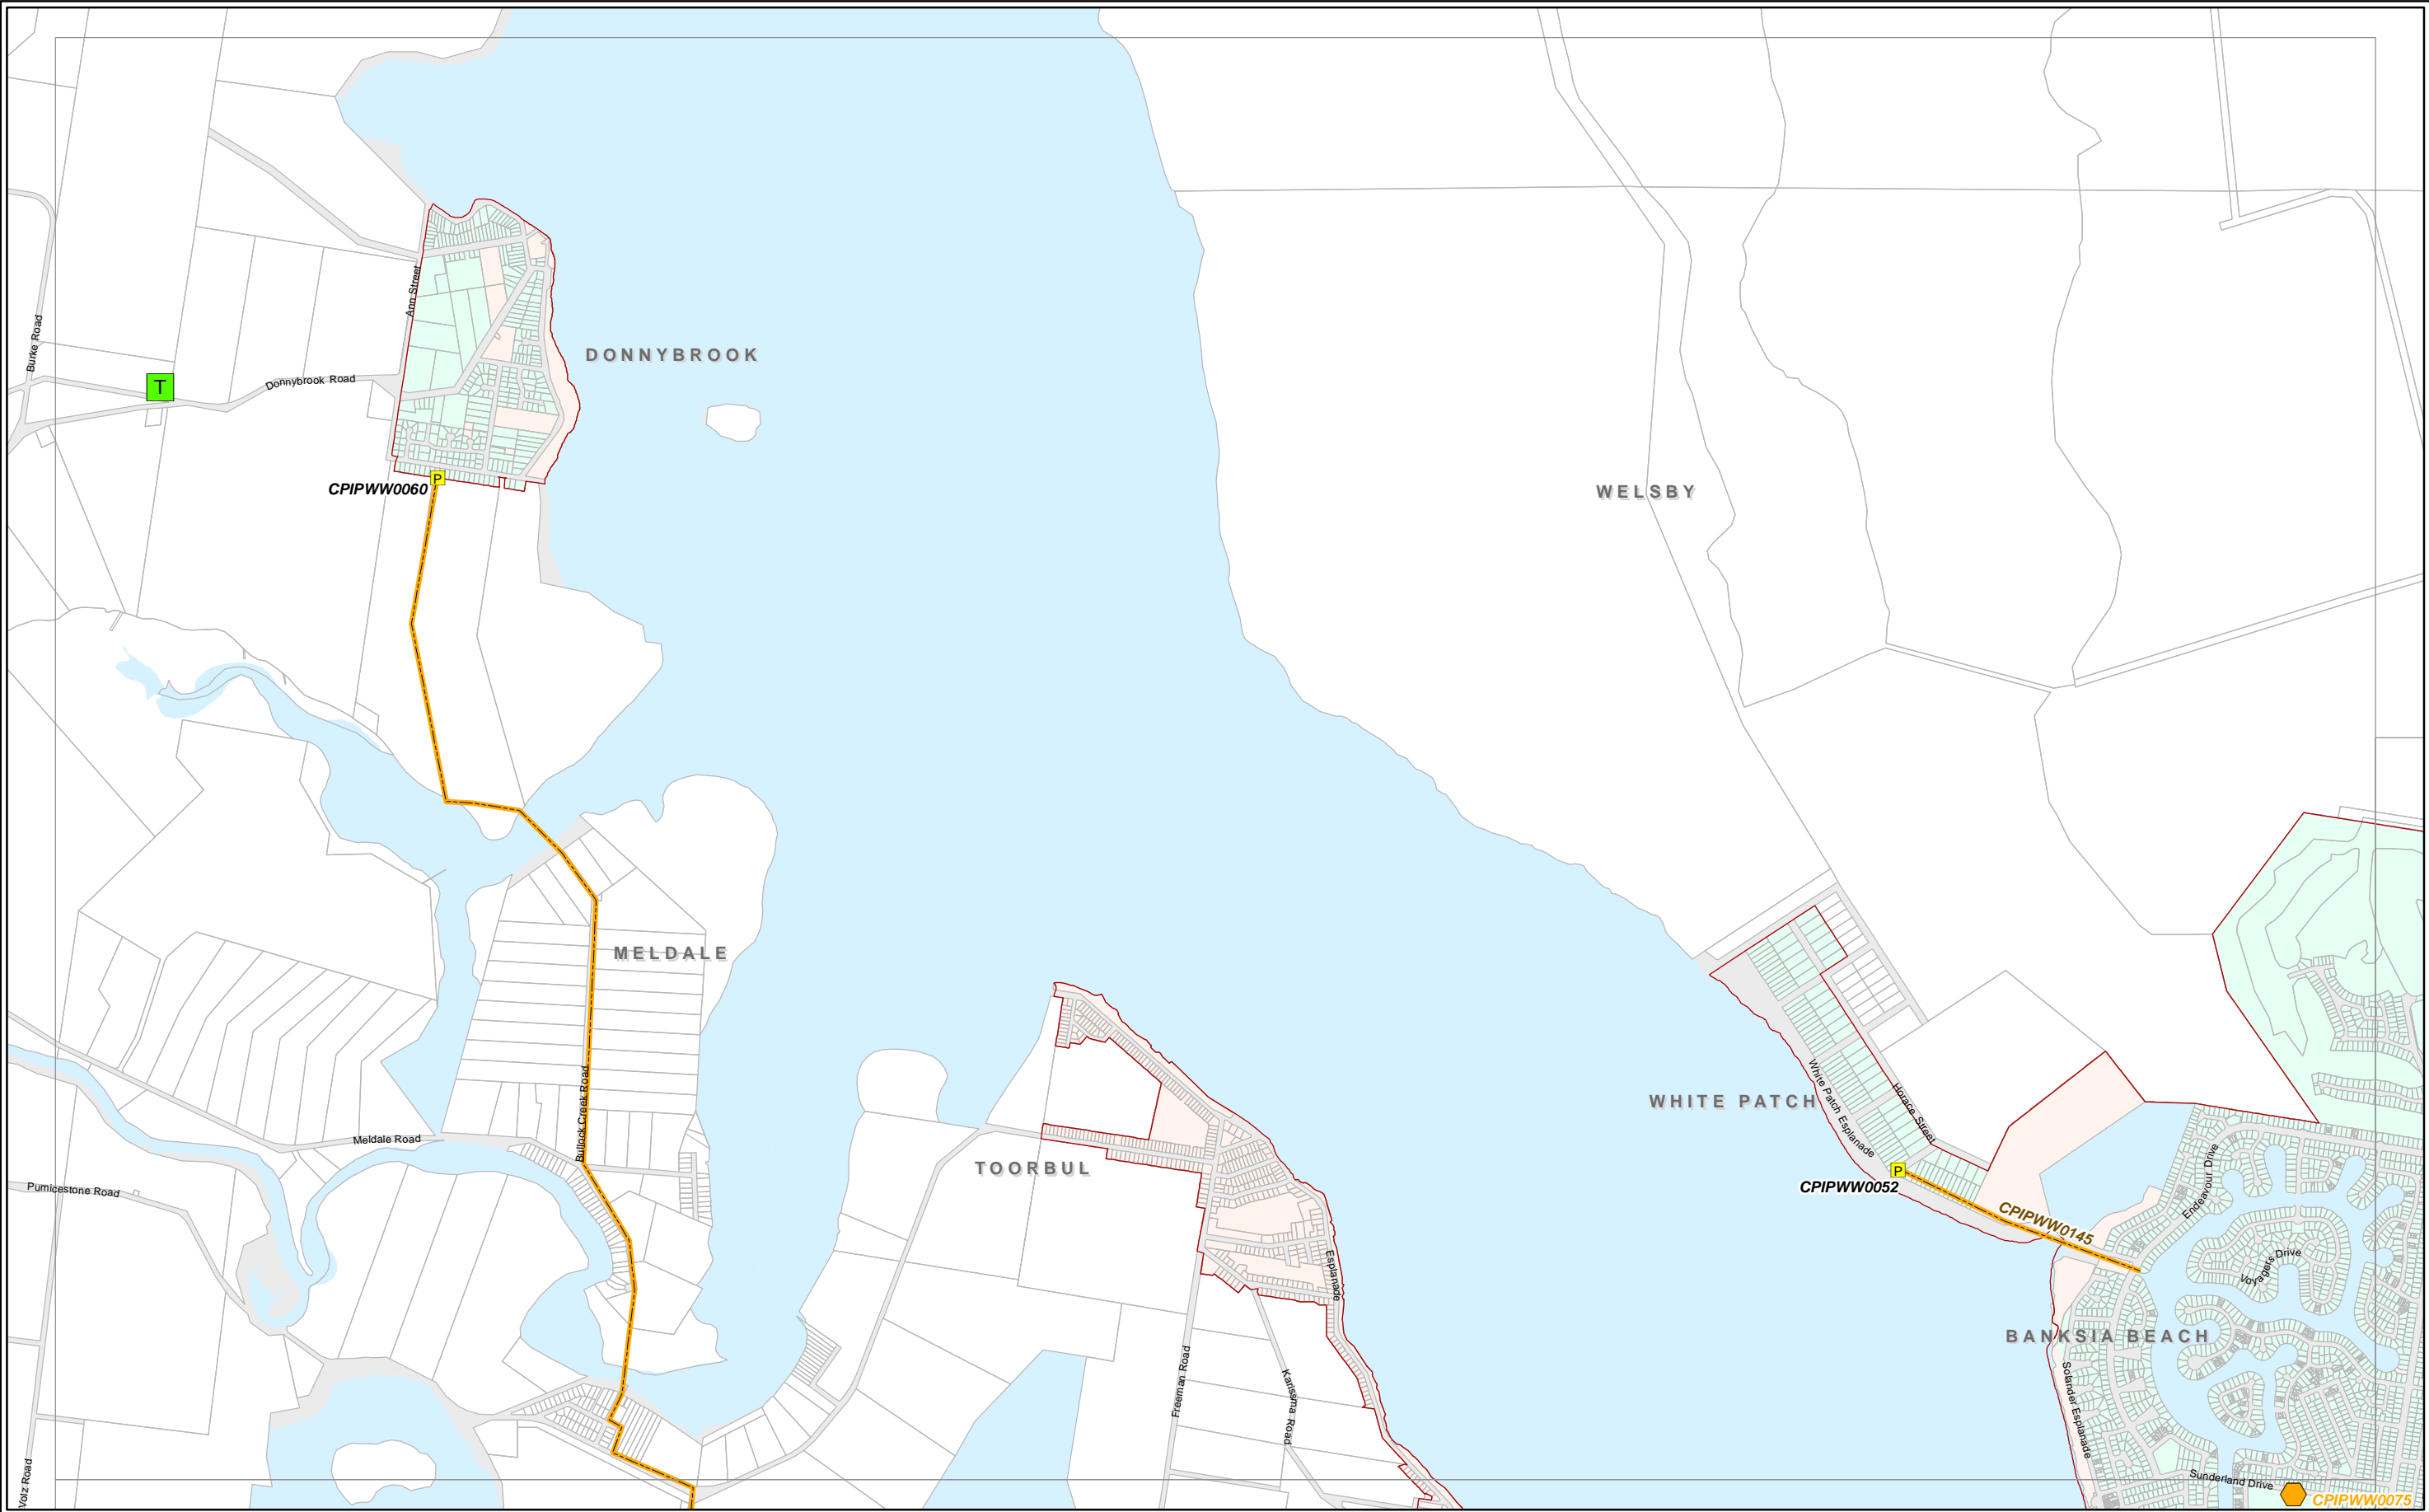 Ann Street
Burke Road
DONNYBROOK
T
Donnybrook Road
P
CPIPWW0060
WELSBY
MELDALE
Bullock Creek Road
Meldale Road
Pumicestone Road
TOORBUL
WHITE PATCH
White Patch Esplanade
Horace Street
P
CPIPWW0052
CPIPWW0145
Endeavour Drive
Voyagers Drive
Esplanade
BANKSIA BEACH
Freeman Road
Karissma Road
Solander Esplanade
Volz Road
Sunderland Drive
CPIPWW0075